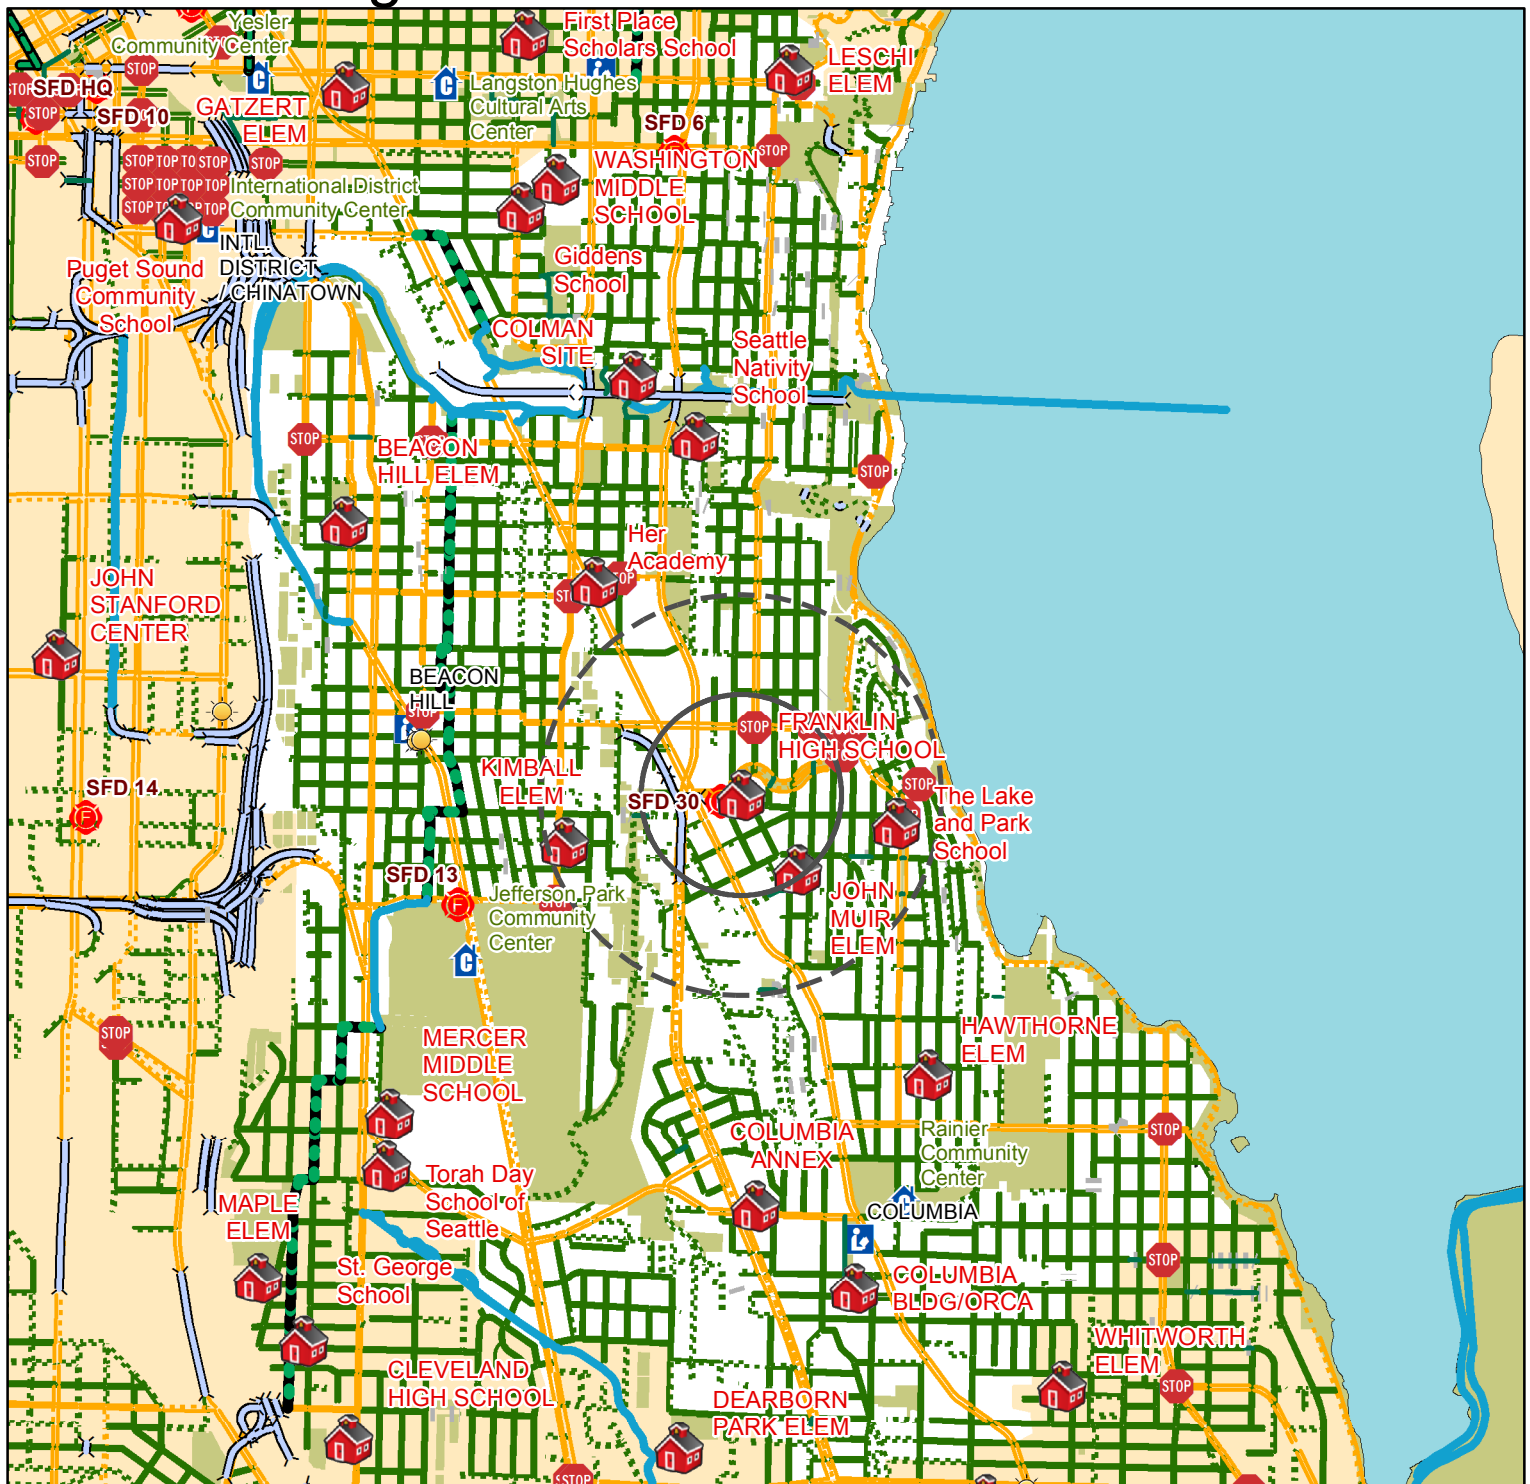 Yesler
Community Center
First Place
Scholars School
LESCHI
ELEM
STOP
SFD HQ
STOP
SFD 10
STOP
GATZERT
ELEM
C
C
Langston Hughes
Cultural Arts
Center
SFD 6
STOP
STOP
STOP
STOP
STOP
STOP
STOP
WASHINGTON
MIDDLE
SCHOOL
International District
Community Center
INTL.
DISTRICT
/ CHINATOWN
Puget Sound
Community
School
Giddens
School
COLMAN
SITE
Seattle
Nativity
School
STOP
BEACON
HILL ELEM
STOP
Her
Academy
JOHN
STANFORD
CENTER
BEACON
HILL
STOP
FRANKLIN
HIGH SCHOOL
KIMBALL
ELEM
SFD 14
F
SFD 30
STOP
The Lake
and Park
School
SFD 13
F
Jefferson Park
Community
Center
C
JOHN
MUIR
ELEM
STOP
MERCER
MIDDLE
SCHOOL
HAWTHORNE
ELEM
COLUMBIA
ANNEX
Rainier
Community
Center
STOP
Torah Day
School of
Seattle
MAPLE
ELEM
COLUMBIA
St. George
School
COLUMBIA
BLDG/ORCA
STOP
WHITWORTH
ELEM
STOP
CLEVELAND
HIGH SCHOOL
DEARBORN
PARK ELEM
STOP